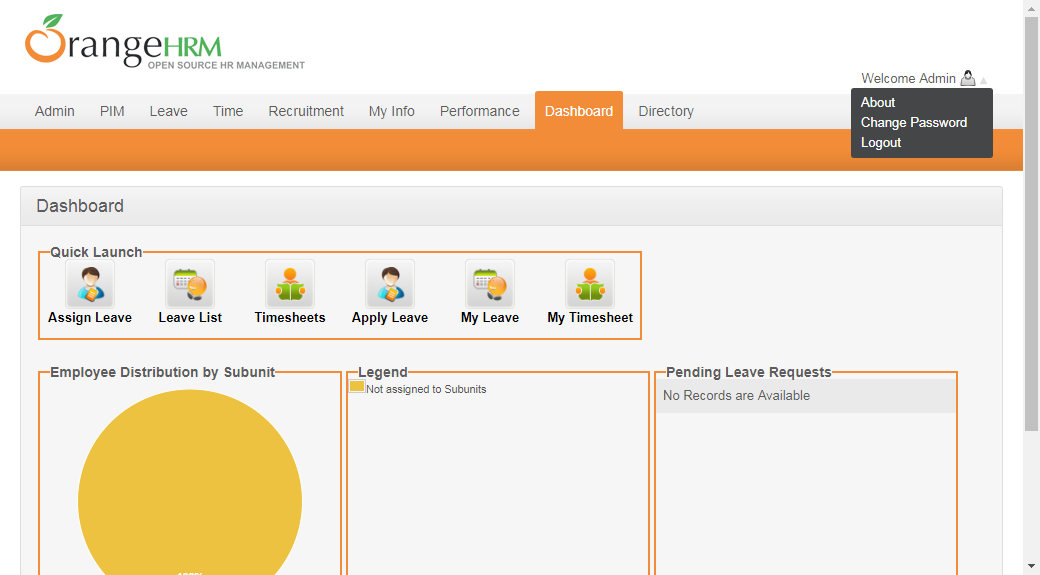 OrangeHRM
OPEN SOURCE HR MANAGEMENT
Welcome Admin
About
Change Password
Logout
Admin PIM Leave Time Recruitment My Info Performance Dashboard Directory
Dashboard
Quick Launch
Assign Leave Leave List Timesheets Apply Leave My Leave My Timesheet
Employee Distribution by Subunit
Legend
Not assigned to Subunits
Pending Leave Requests
No Records are Available